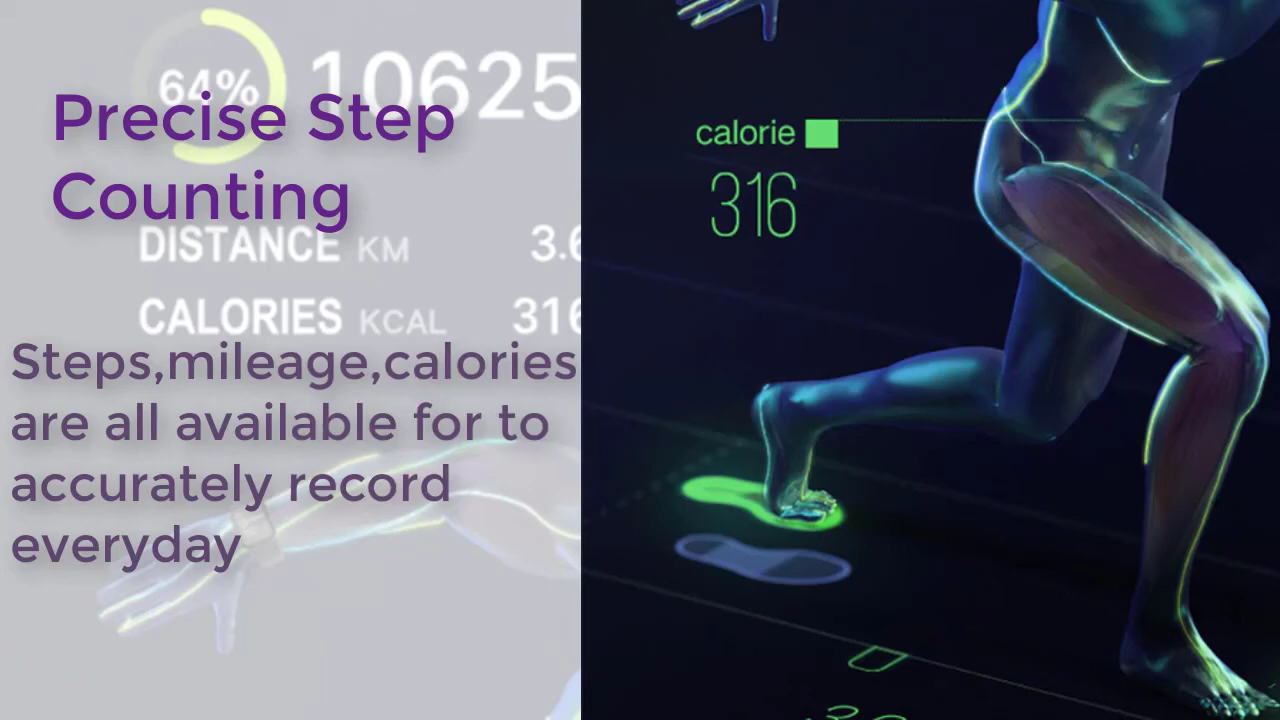 64%
10625
Precise Step
Counting
DISTANCE KM
3.6
CALORIES KCAL
316
Steps,mileage,calories
are all available for to
accurately record
everyday
calorie
316